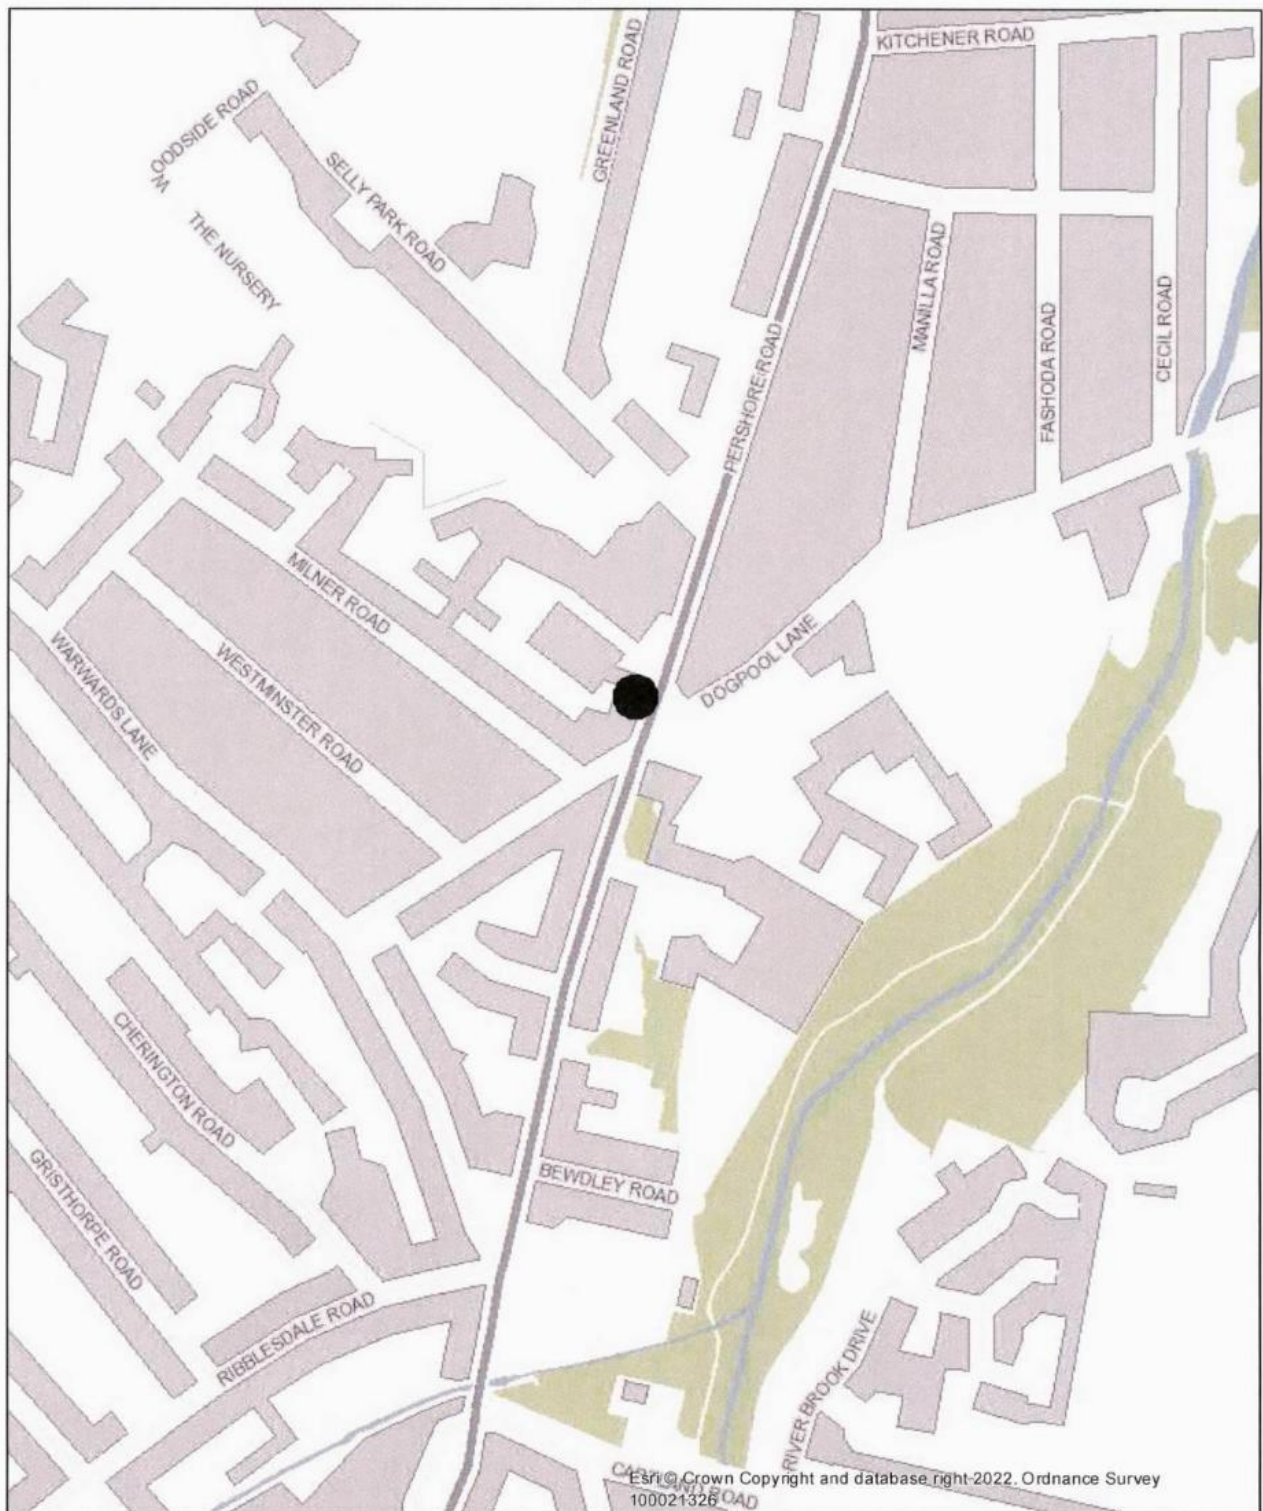 KITCHENER ROAD
GREENLAND ROAD
WOODSIDE ROAD
SELLY PARK ROAD
THE NURSERY
MANILLA ROAD
FASHODA ROAD
CECIL ROAD
PERSHORE ROAD
MILNER ROAD
WESTMINSTER ROAD
WARWARDS LANE
DOGPOOL LANE
CHERINGTON ROAD
GRISTHORPE ROAD
BEWDLEY ROAD
RIBBLESDALE ROAD
RIVER BROOK DRIVE
CARTLAND ROAD
Esri © Crown Copyright and database right 2022. Ordnance Survey
100021326